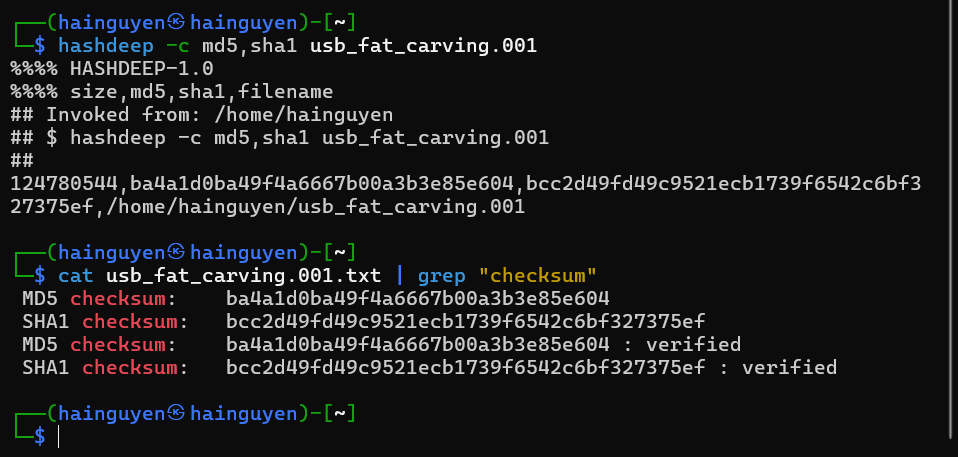 ┌──(hainguyen㉿hainguyen)-[~]
└─$ hashdeep -c md5,sha1 usb_fat_carving.001
%%%% HASHDEEP-1.0
%%%% size,md5,sha1,filename
## Invoked from: /home/hainguyen
## $ hashdeep -c md5,sha1 usb_fat_carving.001
##
124780544,ba4a1d0ba49f4a6667b00a3b3e85e604,bcc2d49fd49c9521ecb1739f6542c6bf3
27375ef,/home/hainguyen/usb_fat_carving.001
┌──(hainguyen㉿hainguyen)-[~]
└─$ cat usb_fat_carving.001.txt | grep "checksum"
MD5 checksum:    ba4a1d0ba49f4a6667b00a3b3e85e604
SHA1 checksum:   bcc2d49fd49c9521ecb1739f6542c6bf327375ef
MD5 checksum:    ba4a1d0ba49f4a6667b00a3b3e85e604 : verified
SHA1 checksum:   bcc2d49fd49c9521ecb1739f6542c6bf327375ef : verified
┌──(hainguyen㉿hainguyen)-[~]
└─$